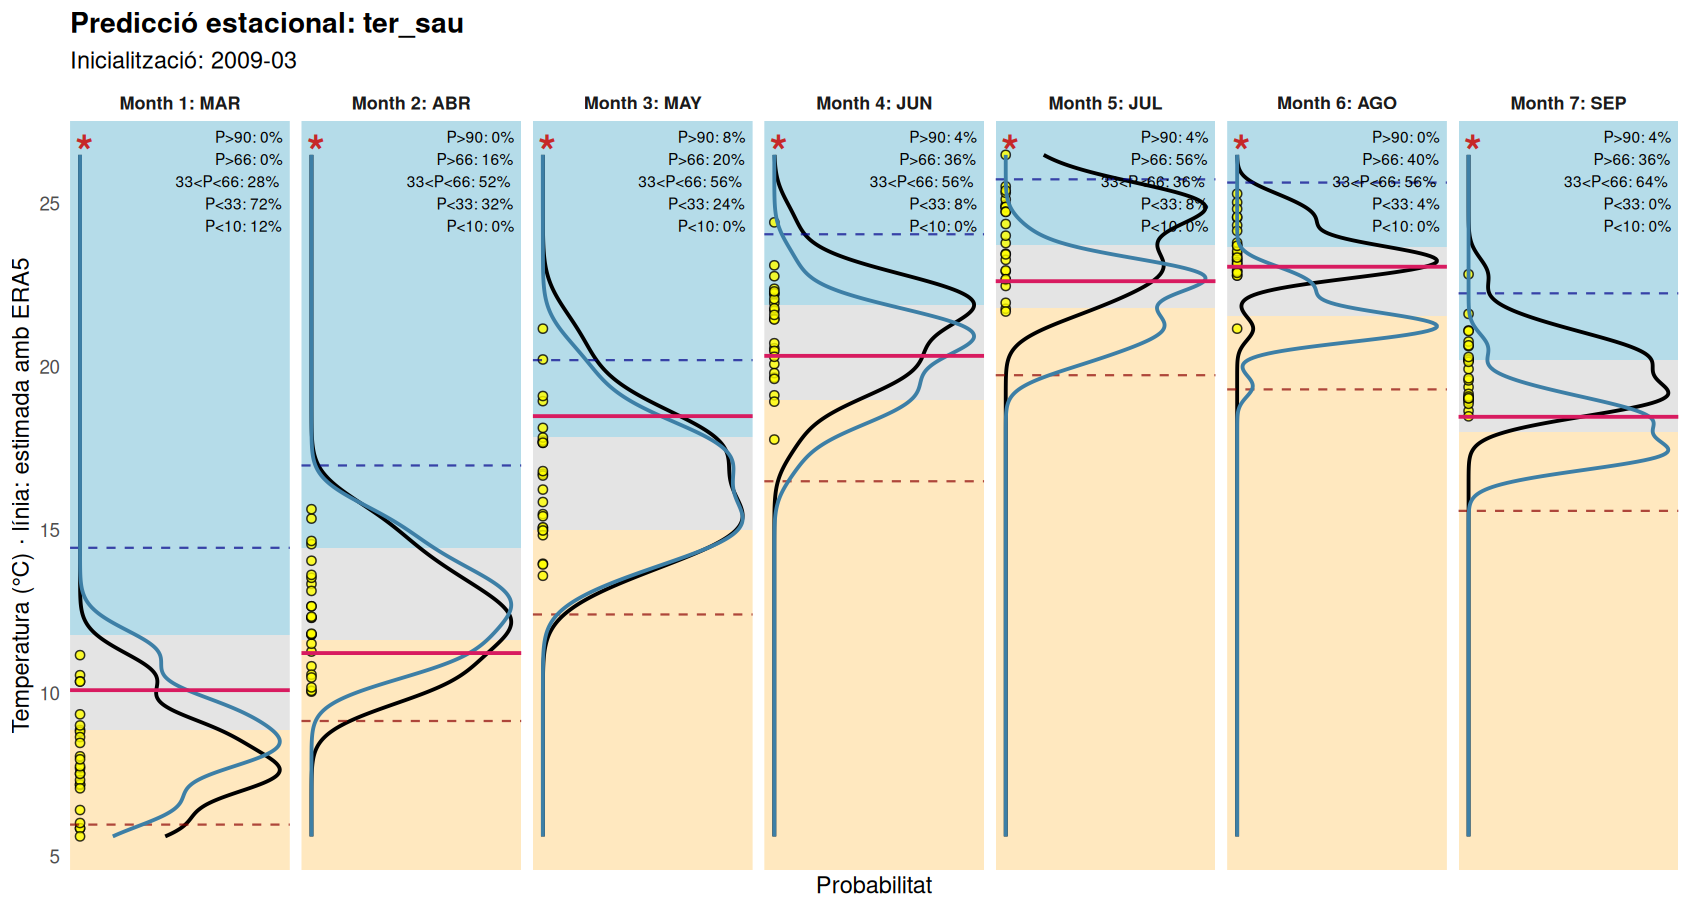 Predicció estacional: ter_sau
Inicialització: 2009-03
Month 1: MAR
Month 2: ABR
Month 3: MAY
Month 4: JUN
Month 5: JUL
Month 6: AGO
Month 7: SEP
*
P>90: 0%
P>66: 0%
33<P<66: 28%
P<33: 72%
P<10: 12%
*
P>90: 0%
P>66: 16%
33<P<66: 52%
P<33: 32%
P<10: 0%
P>90: 8%
P>66: 20%
33<P<66: 56%
P<33: 24%
P<10: 0%
*
P>90: 4%
P>66: 36%
33<P<66: 56%
P<33: 8%
P<10: 0%
*
P>90: 4%
P>66: 56%
33<P<66: 36%
P<33: 8%
P<10: 0%
*
P>90: 0%
P>66: 40%
33<P<66: 56%
P<33: 4%
P<10: 0%
*
P>90: 4%
P>66: 36%
33<P<66: 64%
P<33: 0%
P<10: 0%
*
25
20
15
10
5
Temperatura (°C) · línia: estimada amb ERA5
Probabilitat